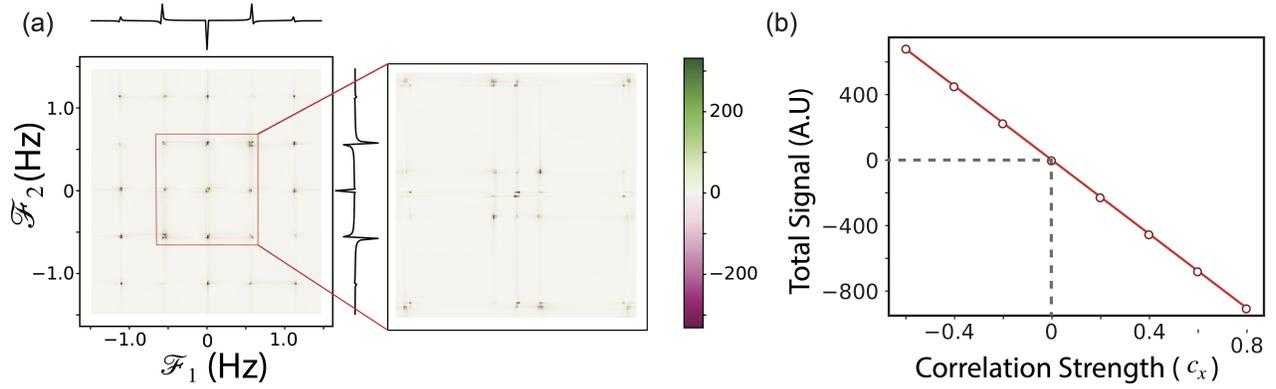 (a)
1.0
0
−1.0
ℱ2 (Hz)
−1.0
0
1.0
ℱ1 (Hz)
200
0
−200
(b)
400
0
−400
−800
Total Signal (A.U)
−0.4
0
0.4
0.8
Correlation Strength ( cx )